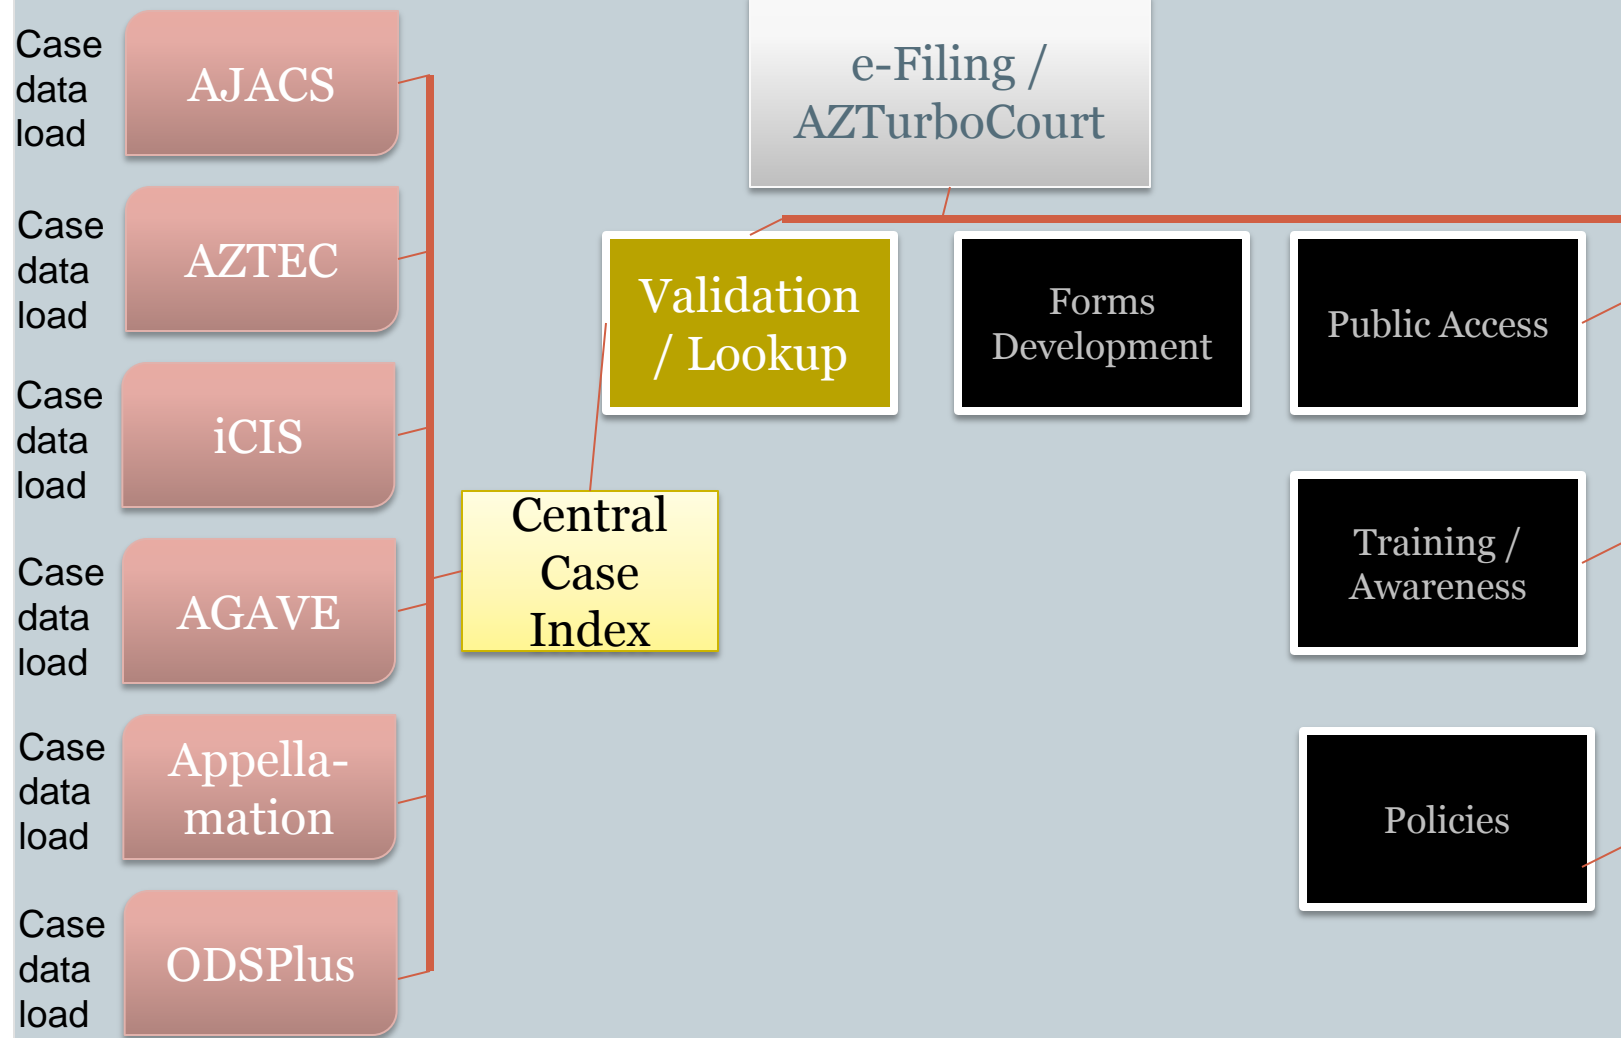 Case
data
load
AJACS
Case
data
load
AZTEC
Case
data
load
iCIS
Case
data
load
AGAVE
Case
data
load
Appella-
mation
Case
data
load
ODSPlus
Central
Case
Index
e-Filing /
AZTurboCourt
Validation
/ Lookup
Forms
Development
Public Access
Training /
Awareness
Policies